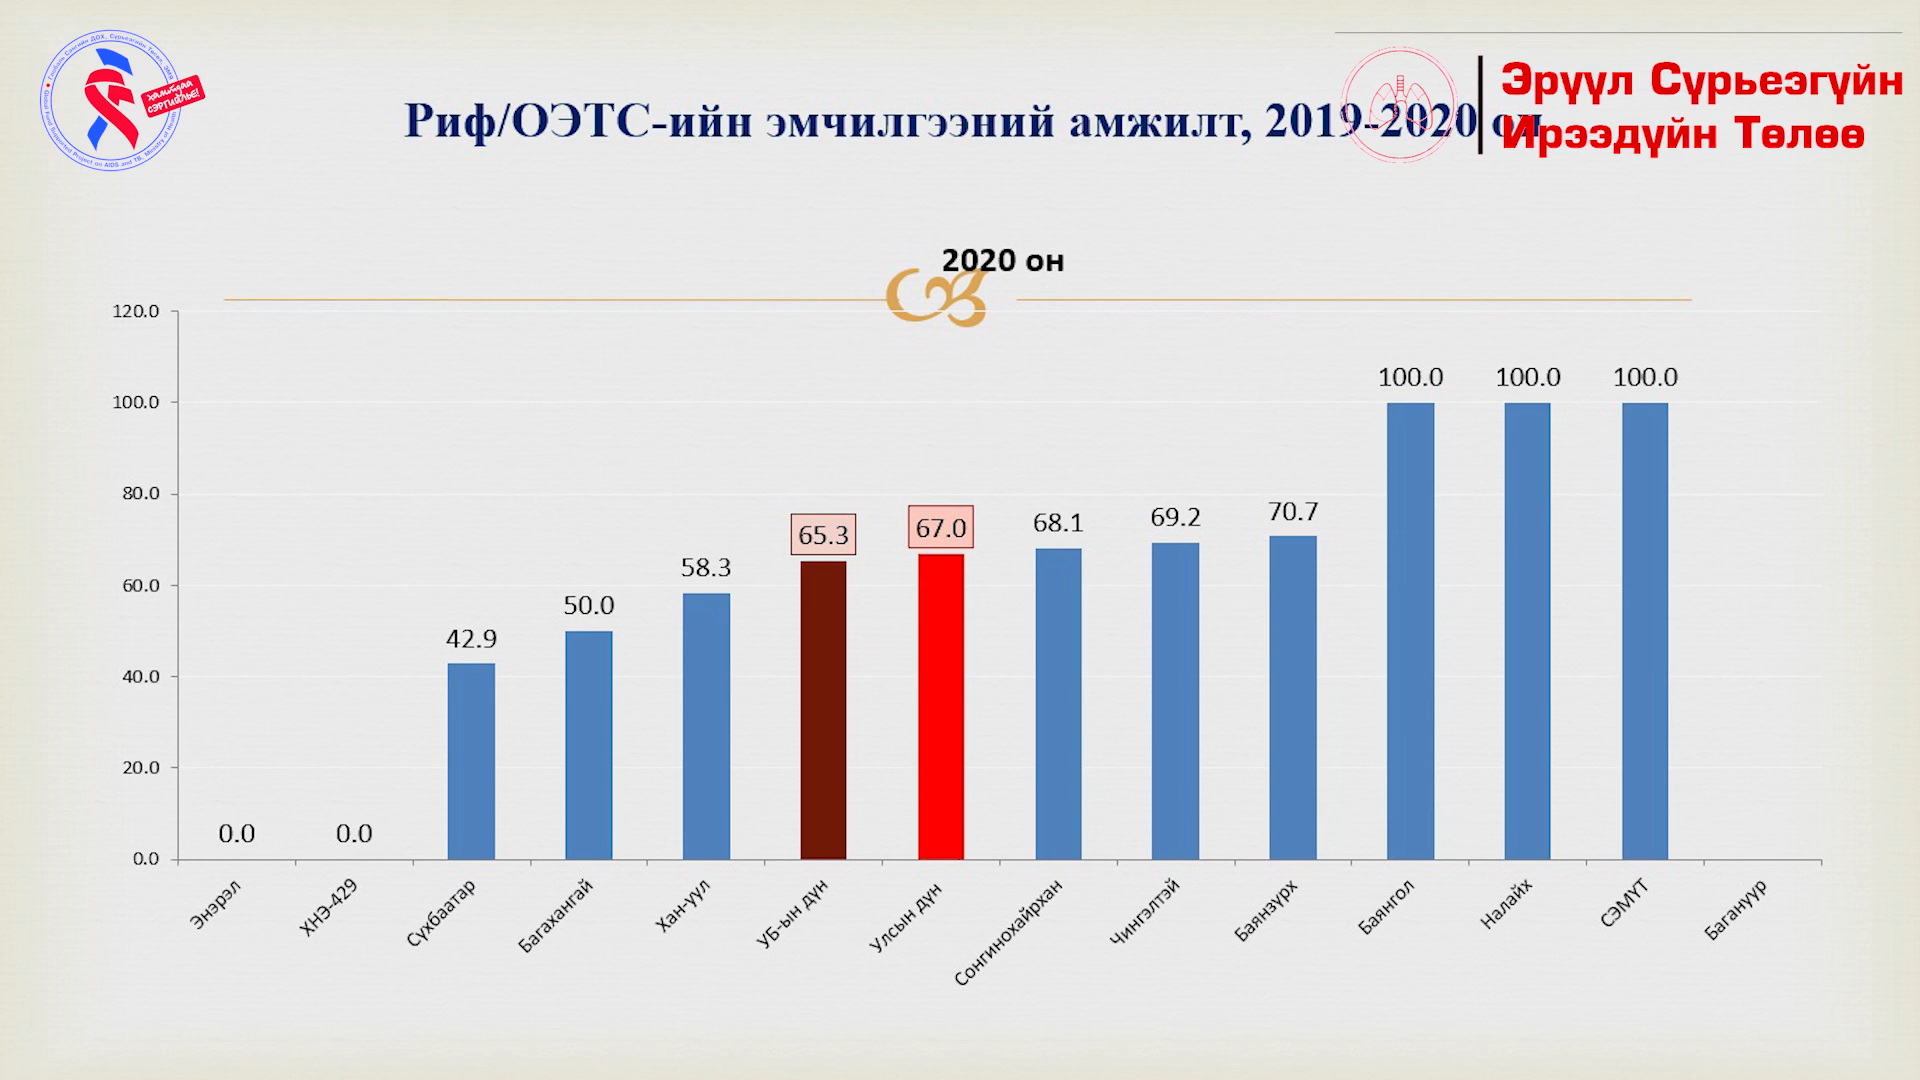 ХАМТДАА
СЭРГИЙЛЬЕ!
Риф/ОЭТС-ийн эмчилгээний амжилт, 2019-2020 он
Эрүүл Сүрьеэгүйн
Ирээдүйн Төлөө
2020 он
120.0
100.0
80.0
60.0
40.0
20.0
0.0
0.0
0.0
42.9
50.0
58.3
65.3
67.0
68.1
69.2
70.7
100.0
100.0
100.0
Энэрэл
ХНЭ-429
Сүхбаатар
Багахангай
Хан-уул
УБ-ын дүн
Улсын дүн
Сонгинохайрхан
Чингэлтэй
Баянзүрх
Баянгол
Налайх
СЭМҮТ
Багануур